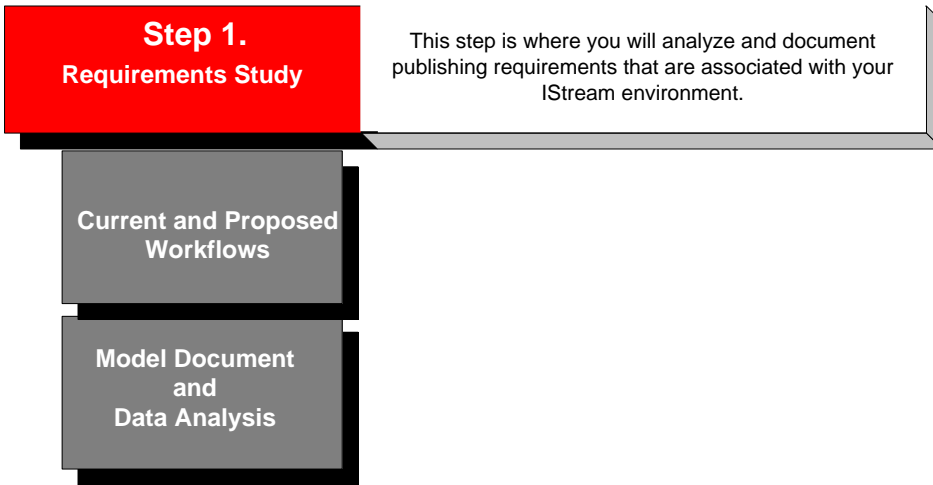 Step 1.
Requirements Study
This step is where you will analyze and document
publishing requirements that are associated with your
IStream environment.
Current and Proposed
Workflows
Model Document
and
Data Analysis